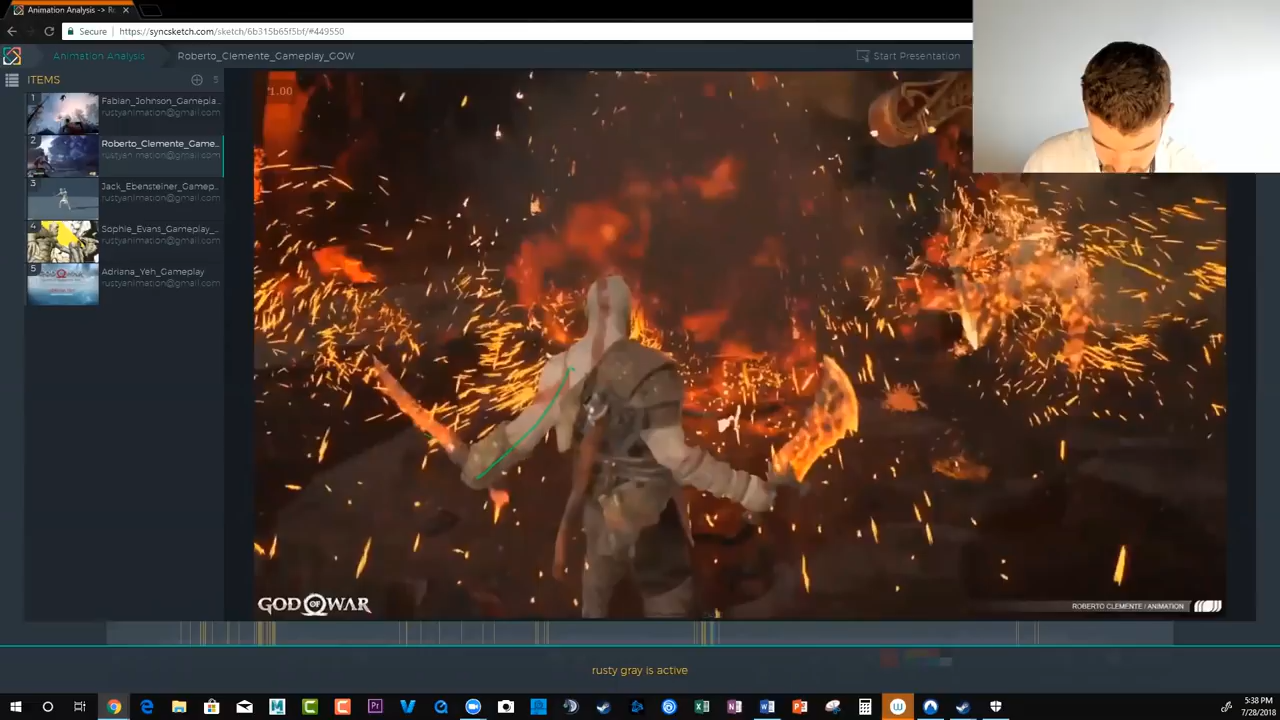 Animation Analysis -> R
Secure | https://syncsketch.com/sketch/6b315b65f5bf/#449550
Animation Analysis
Roberto_Clemente_Gameplay_GOW
Start Presentation
ITEMS
5
1
Fabian_Johnson_Gamepla...
rustyanimation@gmail.com
2
Roberto_Clemente_Game...
rustyanimation@gmail.com
3
Jack_Ebensteiner_Gamep...
rustyanimation@gmail.com
4
Sophie_Evans_Gameplay_...
rustyanimation@gmail.com
5
Adriana_Yeh_Gameplay
rustyanimation@gmail.com
1.00
GOD OF WAR
ROBERTO CLEMENTE / ANIMATION
rusty gray is active
5:38 PM
7/28/2018